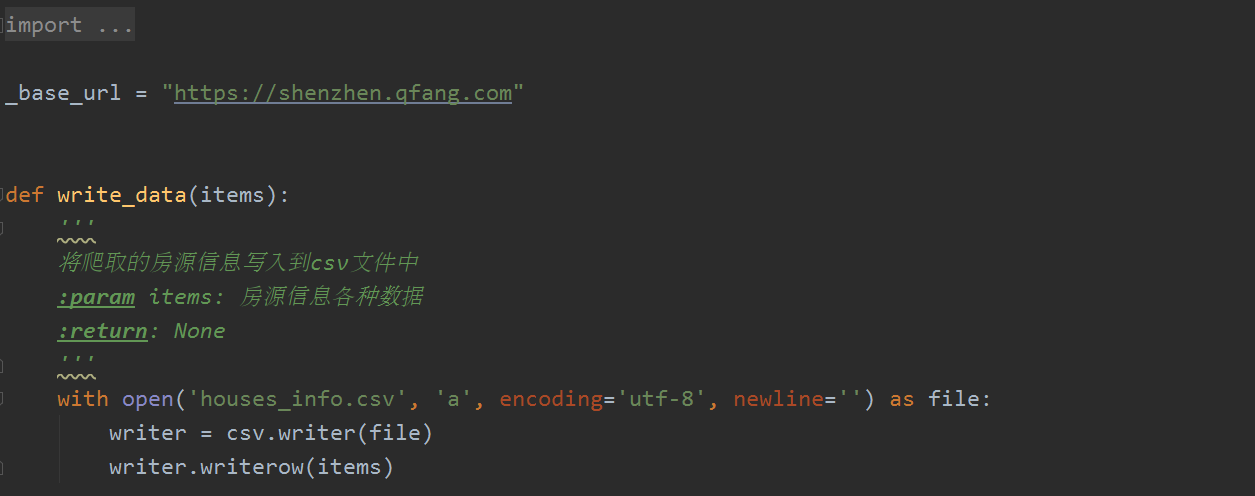 import ...
_base_url = "https://shenzhen.qfang.com"
def write_data(items):
'''
将爬取的房源信息写入到csv文件中
:param items: 房源信息各种数据
:return: None
'''
with open('houses_info.csv', 'a', encoding='utf-8', newline='') as file:
writer = csv.writer(file)
writer.writerow(items)